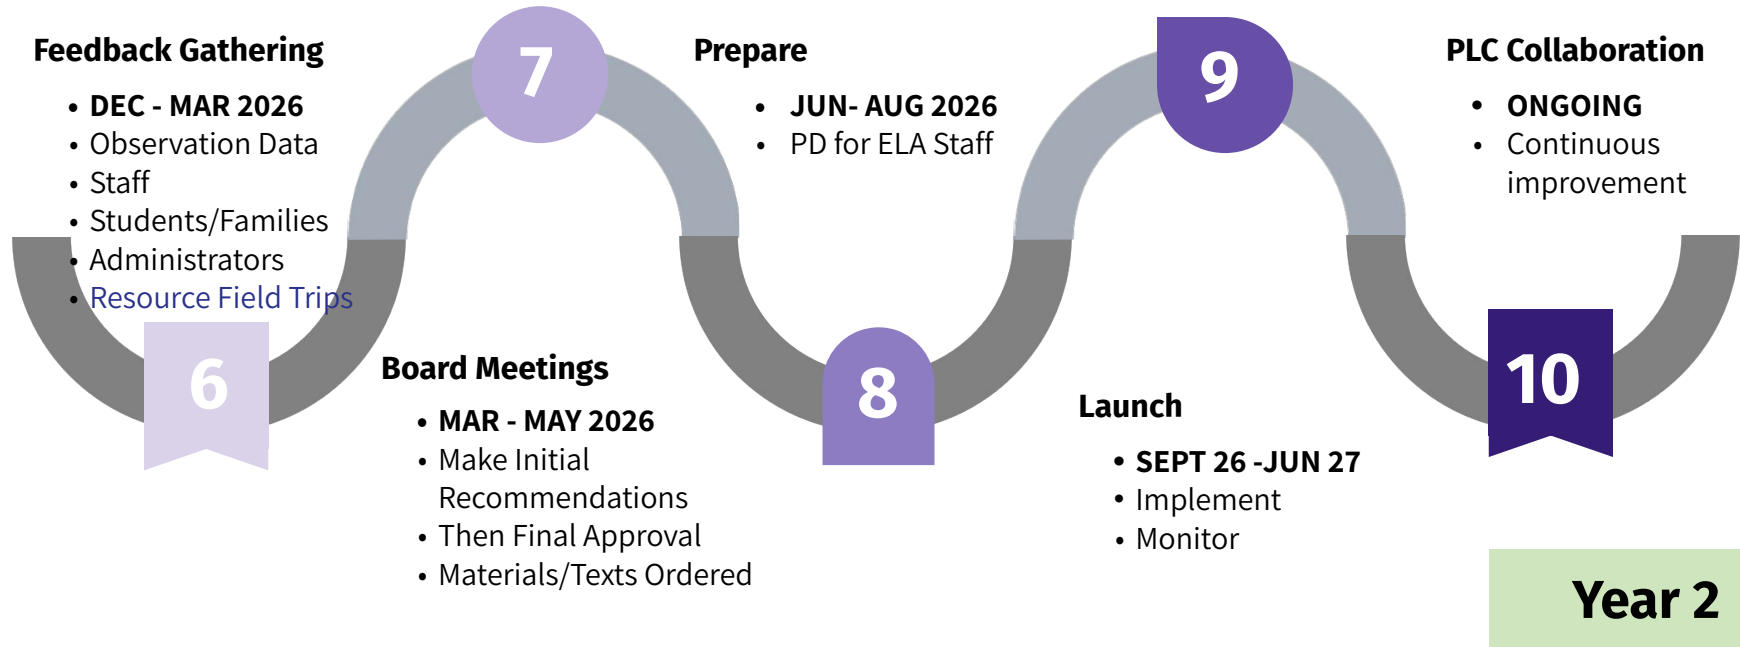 Feedback Gathering
• DEC - MAR 2026
• Observation Data
• Staff
• Students/Families
• Administrators
• Resource Field Trips
6
7
Board Meetings
• MAR - MAY 2026
• Make Initial
Recommendations
• Then Final Approval
• Materials/Texts Ordered
Prepare
• JUN- AUG 2026
• PD for ELA Staff
8
9
Launch
• SEPT 26 -JUN 27
• Implement
• Monitor
PLC Collaboration
• ONGOING
• Continuous
improvement
10
Year 2